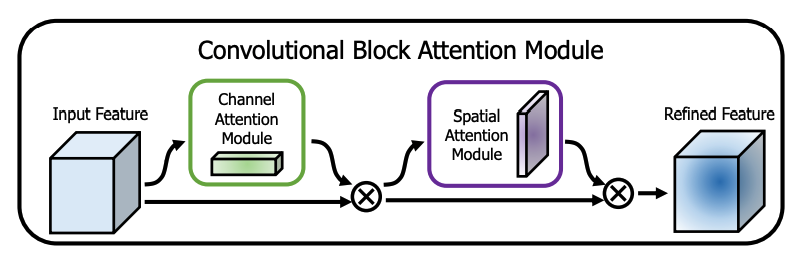 Convolutional Block Attention Module
Input Feature
Channel
Attention
Module
Spatial
Attention
Module
Refined Feature